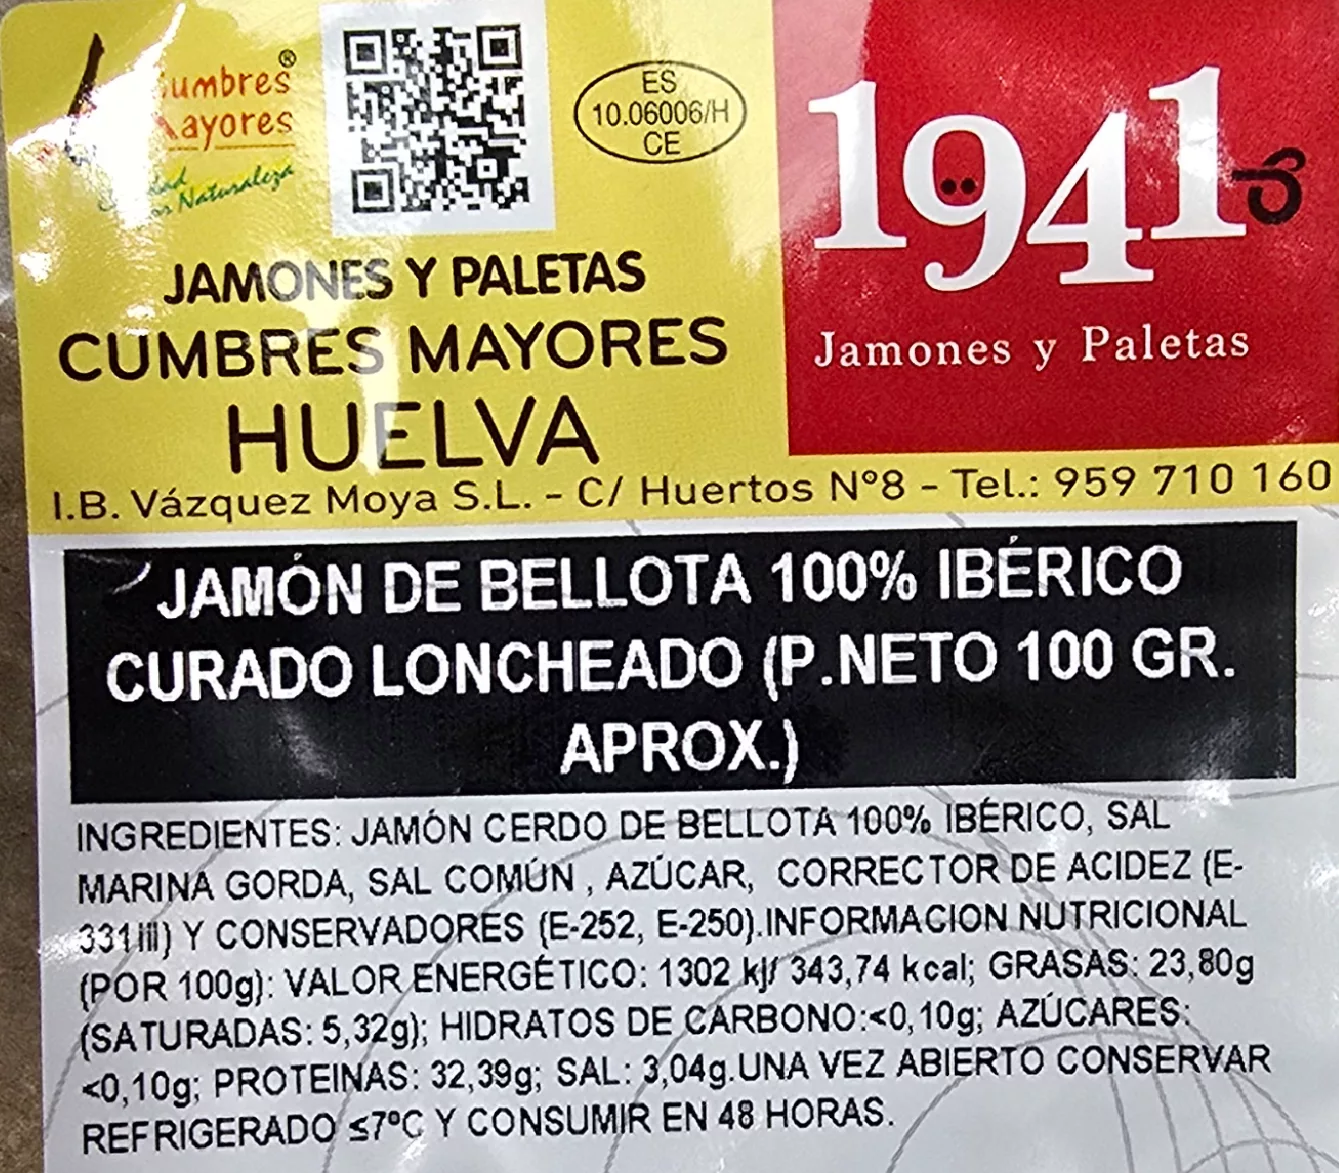 umbres®
ayores
Naturaleza
ES
10.06006/H
CE
1941
Jamones y Paletas
JAMONES Y PALETAS
CUMBRES MAYORES
HUELVA
I.B. Vázquez Moya S.L. - C/ Huertos Nº8 - Tel.: 959 710 160
JAMÓN DE BELLOTA 100% IBÉRICO
CURADO LONCHEADO (P.NETO 100 GR.
APROX.)
INGREDIENTES: JAMÓN CERDO DE BELLOTA 100% IBÉRICO, SAL
MARINA GORDA, SAL COMÚN , AZÚCAR, CORRECTOR DE ACIDEZ (E-
331iii) Y CONSERVADORES (E-252, E-250).INFORMACION NUTRICIONAL
(POR 100g): VALOR ENERGÉTICO: 1302 kj/ 343,74 kcal; GRASAS: 23,80g
(SATURADAS: 5,32g); HIDRATOS DE CARBONO:<0,10g; AZÚCARES:
<0,10g; PROTEINAS: 32,39g; SAL: 3,04g.UNA VEZ ABIERTO CONSERVAR
REFRIGERADO ≤7ºC Y CONSUMIR EN 48 HORAS.